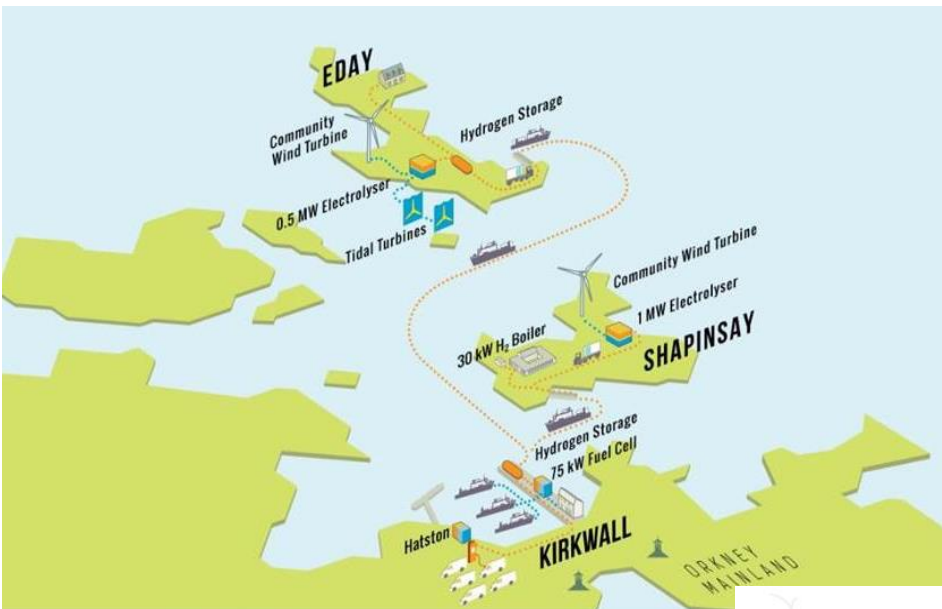 EDAY
Community
Wind Turbine
Hydrogen Storage
0.5 MW Electrolyser
Tidal Turbines
Community Wind Turbine
1 MW Electrolyser
30 kW H₂ Boiler
SHAPINSAY
Hydrogen Storage
75 kW Fuel Cell
Hatston
KIRKWALL
ORKNEY
MAINLAND